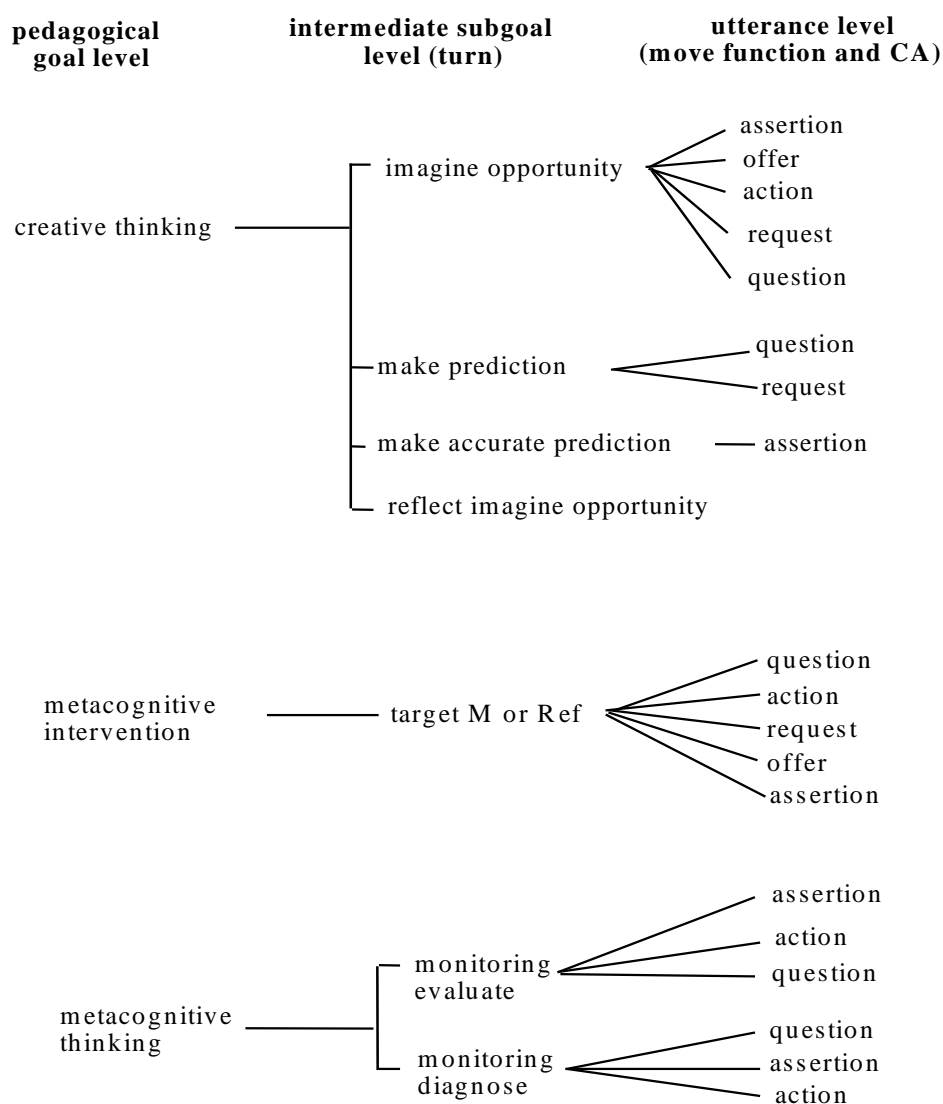 pedagogical
goal level
intermediate subgoal
level (turn)
utterance level
(move function and CA)
creative thinking
imagine opportunity
assertion
offer
action
request
question
make prediction
question
request
make accurate prediction
assertion
reflect imagine opportunity
metacognitive
intervention
target M or Ref
question
action
request
offer
assertion
metacognitive
thinking
monitoring
evaluate
assertion
action
question
monitoring
diagnose
question
assertion
action